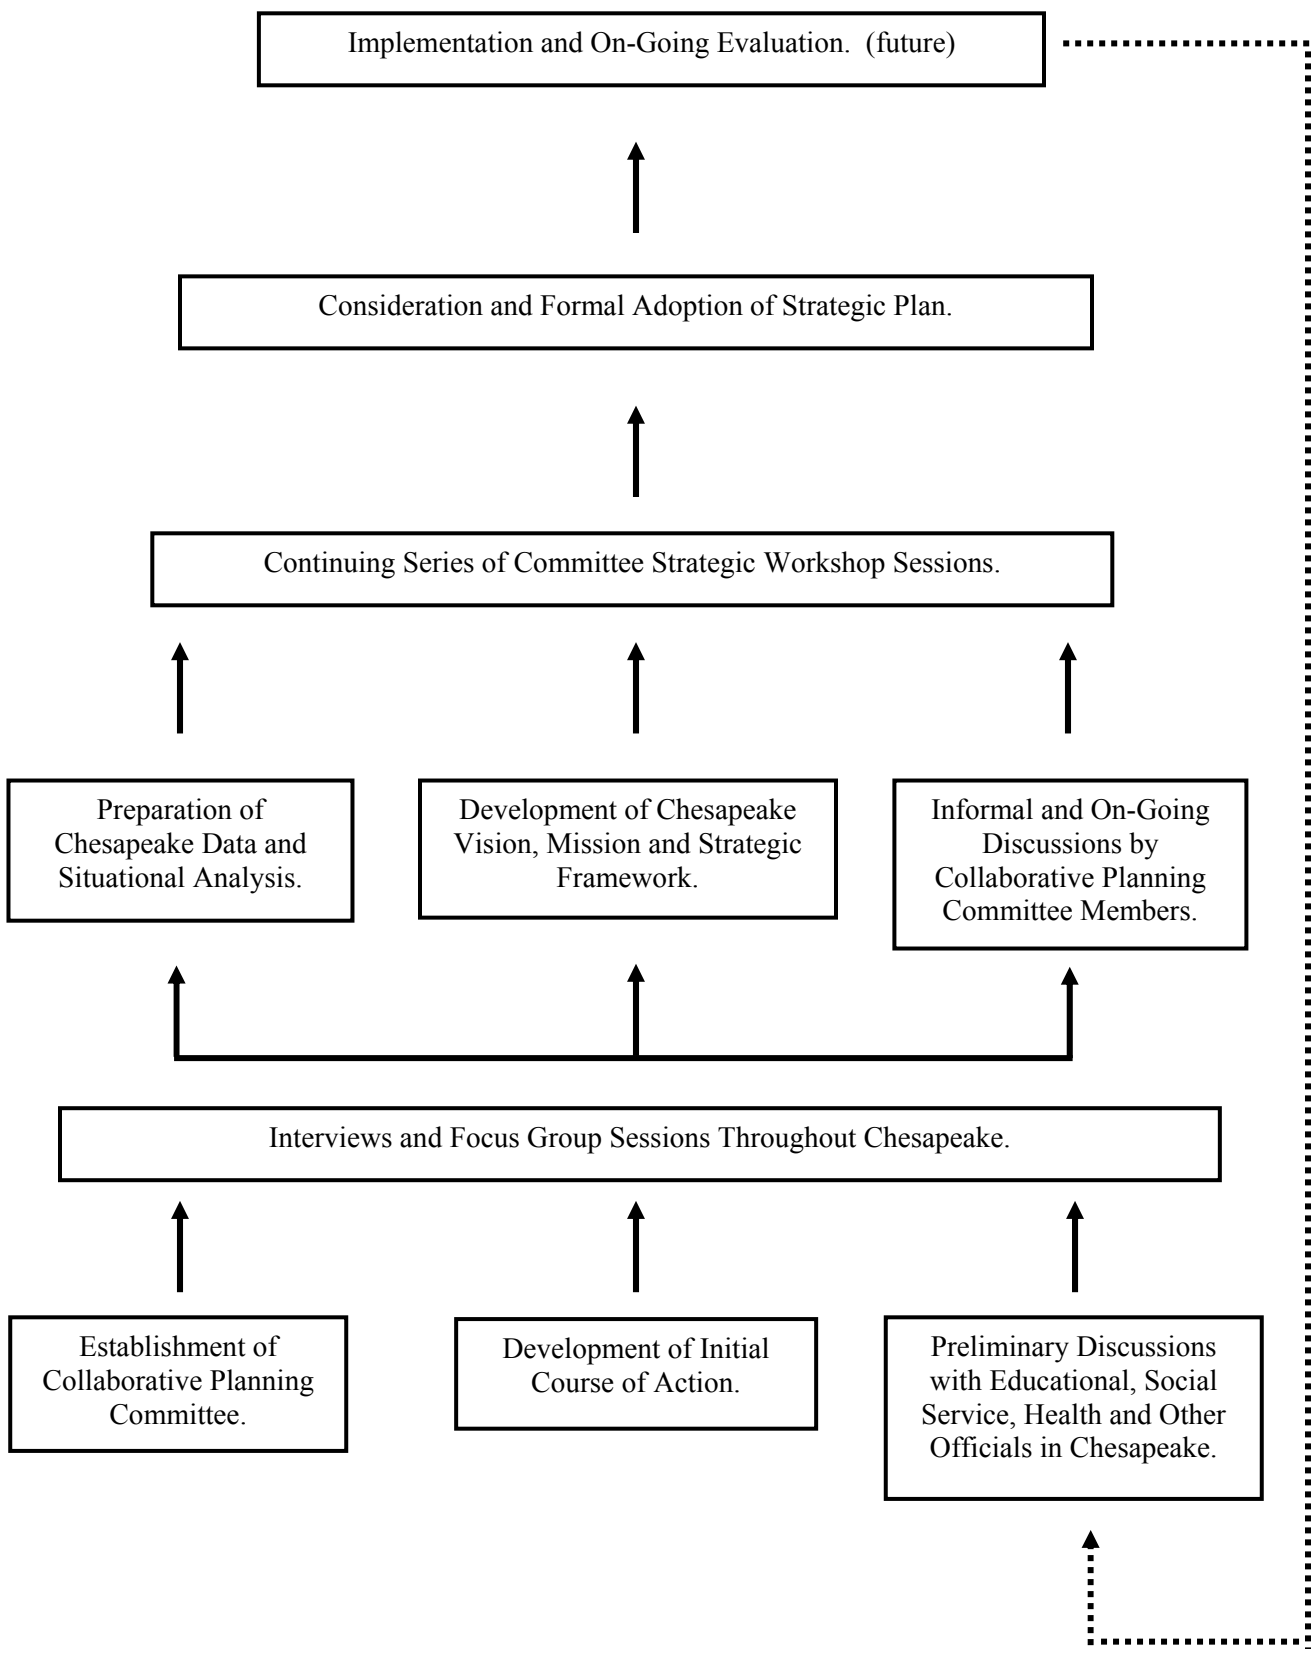 Implementation and On-Going Evaluation.  (future)
Consideration and Formal Adoption of Strategic Plan.
Continuing Series of Committee Strategic Workshop Sessions.
Preparation of
Chesapeake Data and
Situational Analysis.
Development of Chesapeake
Vision, Mission and Strategic
Framework.
Informal and On-Going
Discussions by
Collaborative Planning
Committee Members.
Interviews and Focus Group Sessions Throughout Chesapeake.
Establishment of
Collaborative Planning
Committee.
Development of Initial
Course of Action.
Preliminary Discussions
with Educational, Social
Service, Health and Other
Officials in Chesapeake.